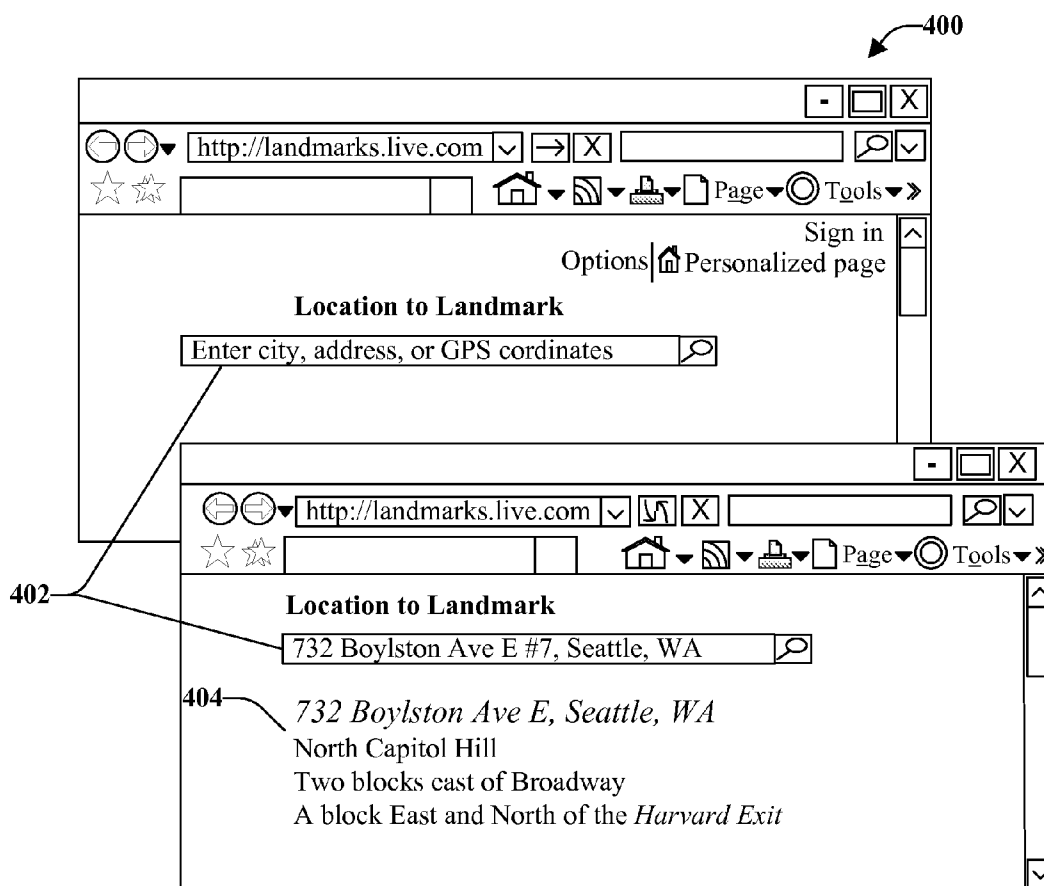 400
- X
http://landmarks.live.com X
Page Tools »
Sign in
Options Personalized page
Location to Landmark
Enter city, address, or GPS cordinates
- X
http://landmarks.live.com X
Page Tools »
402
Location to Landmark
732 Boylston Ave E #7, Seattle, WA
404
732 Boylston Ave E, Seattle, WA
North Capitol Hill
Two blocks cast of Broadway
A block East and North of the Harvard Exit